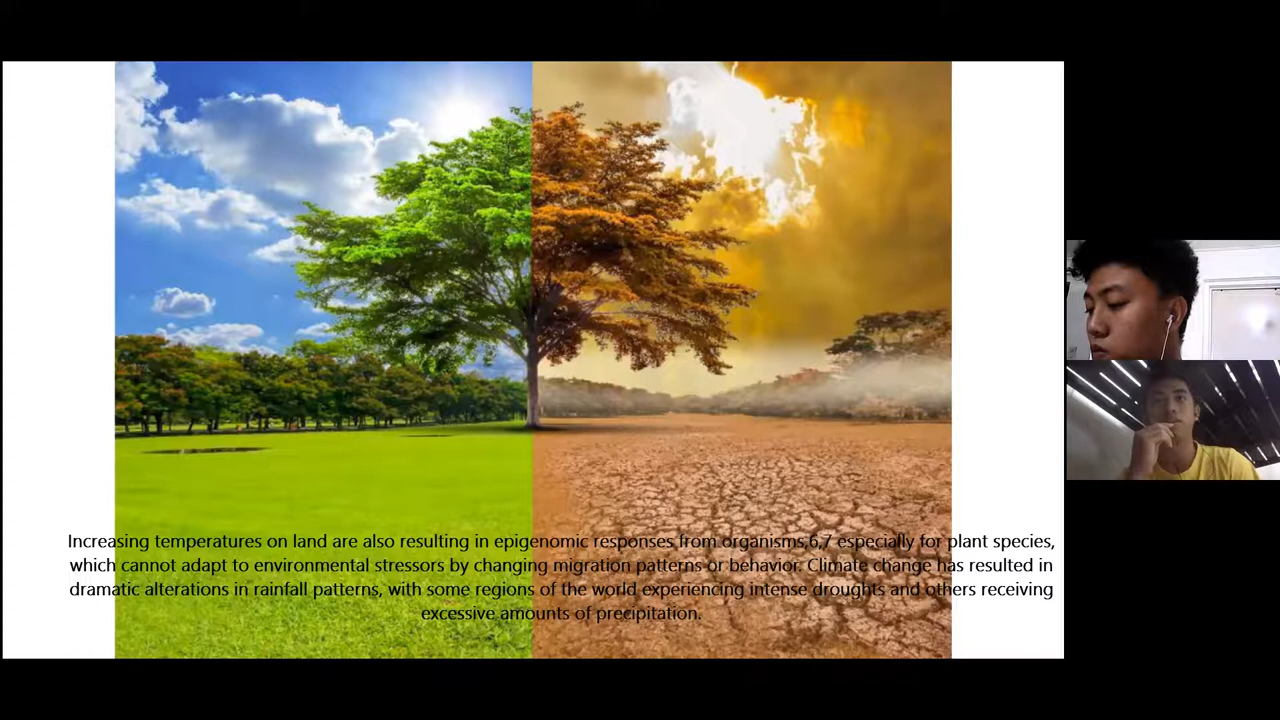 Increasing temperatures on land are also resulting in epigenomic responses from organisms,6,7 especially for plant species,
which cannot adapt to environmental stressors by changing migration patterns or behavior. Climate change has resulted in
dramatic alterations in rainfall patterns, with some regions of the world experiencing intense droughts and others receiving
excessive amounts of precipitation.